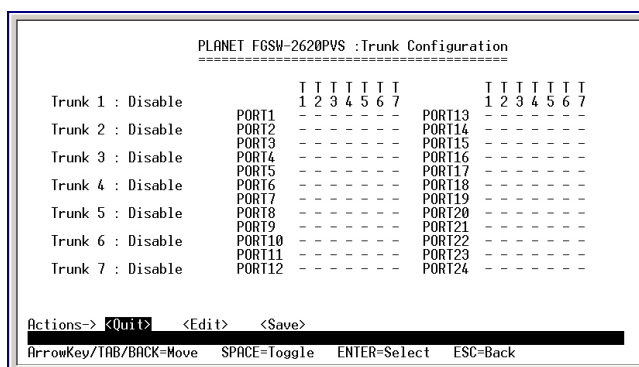 PLANET FGSW-2620PVS :Trunk Configuration
========================================
T T T T T T T T T T T T T T
Trunk 1 : Disable 1 2 3 4 5 6 7 1 2 3 4 5 6 7
PORT1 - - - - - - - PORT13 - - - - - - -
Trunk 2 : Disable PORT2 - - - - - - - PORT14 - - - - - - -
PORT3 - - - - - - - PORT15 - - - - - - -
Trunk 3 : Disable PORT4 - - - - - - - PORT16 - - - - - - -
PORT5 - - - - - - - PORT17 - - - - - - -
Trunk 4 : Disable PORT6 - - - - - - - PORT18 - - - - - - -
PORT7 - - - - - - - PORT19 - - - - - - -
Trunk 5 : Disable PORT8 - - - - - - - PORT20 - - - - - - -
PORT9 - - - - - - - PORT21 - - - - - - -
Trunk 6 : Disable PORT10 - - - - - - - PORT22 - - - - - - -
PORT11 - - - - - - - PORT23 - - - - - - -
Trunk 7 : Disable PORT12 - - - - - - - PORT24 - - - - - - -
Actions-> <Quit> <Edit> <Save>
ArrowKey/TAB/BACK=Move SPACE=Toggle ENTER=Select ESC=Back